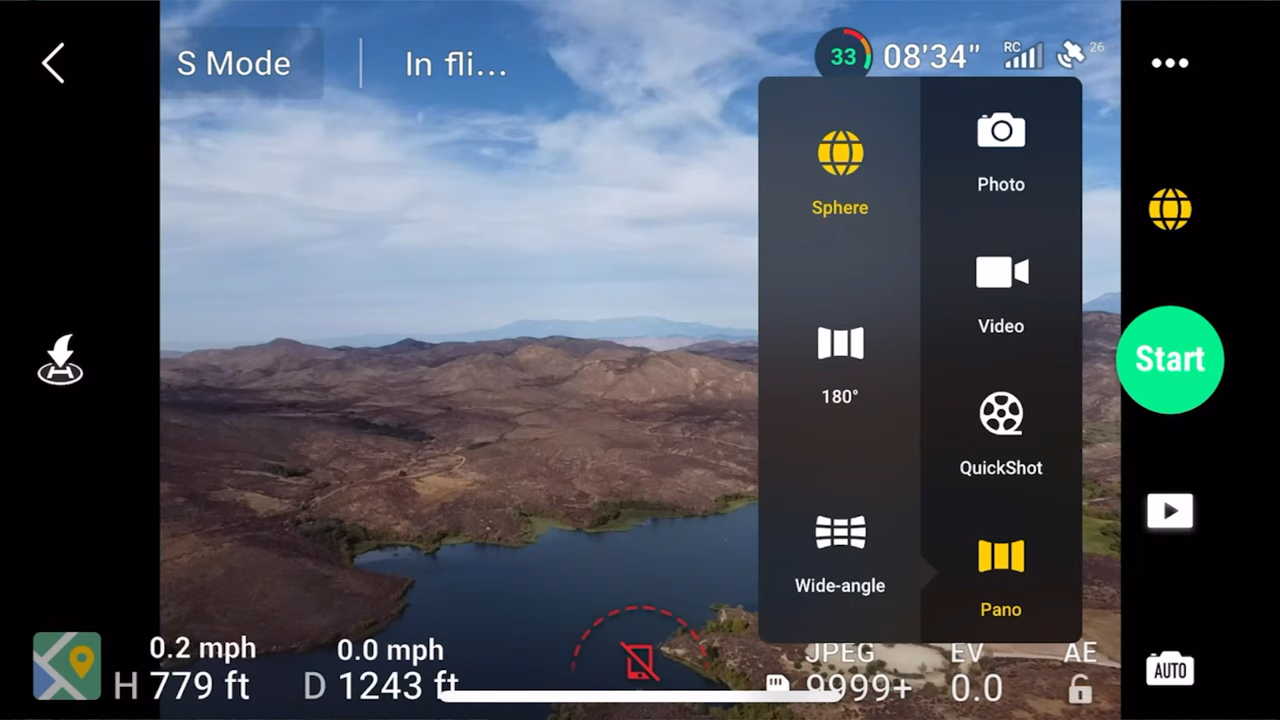 S Mode
In fli...
33
08'34"
RC
26
Sphere
Photo
180°
Video
QuickShot
Wide-angle
Pano
Start
0.2 mph
0.0 mph
H 779 ft
D 1243 ft
JPEG
EV
AE
9999+
0.0
AUTO